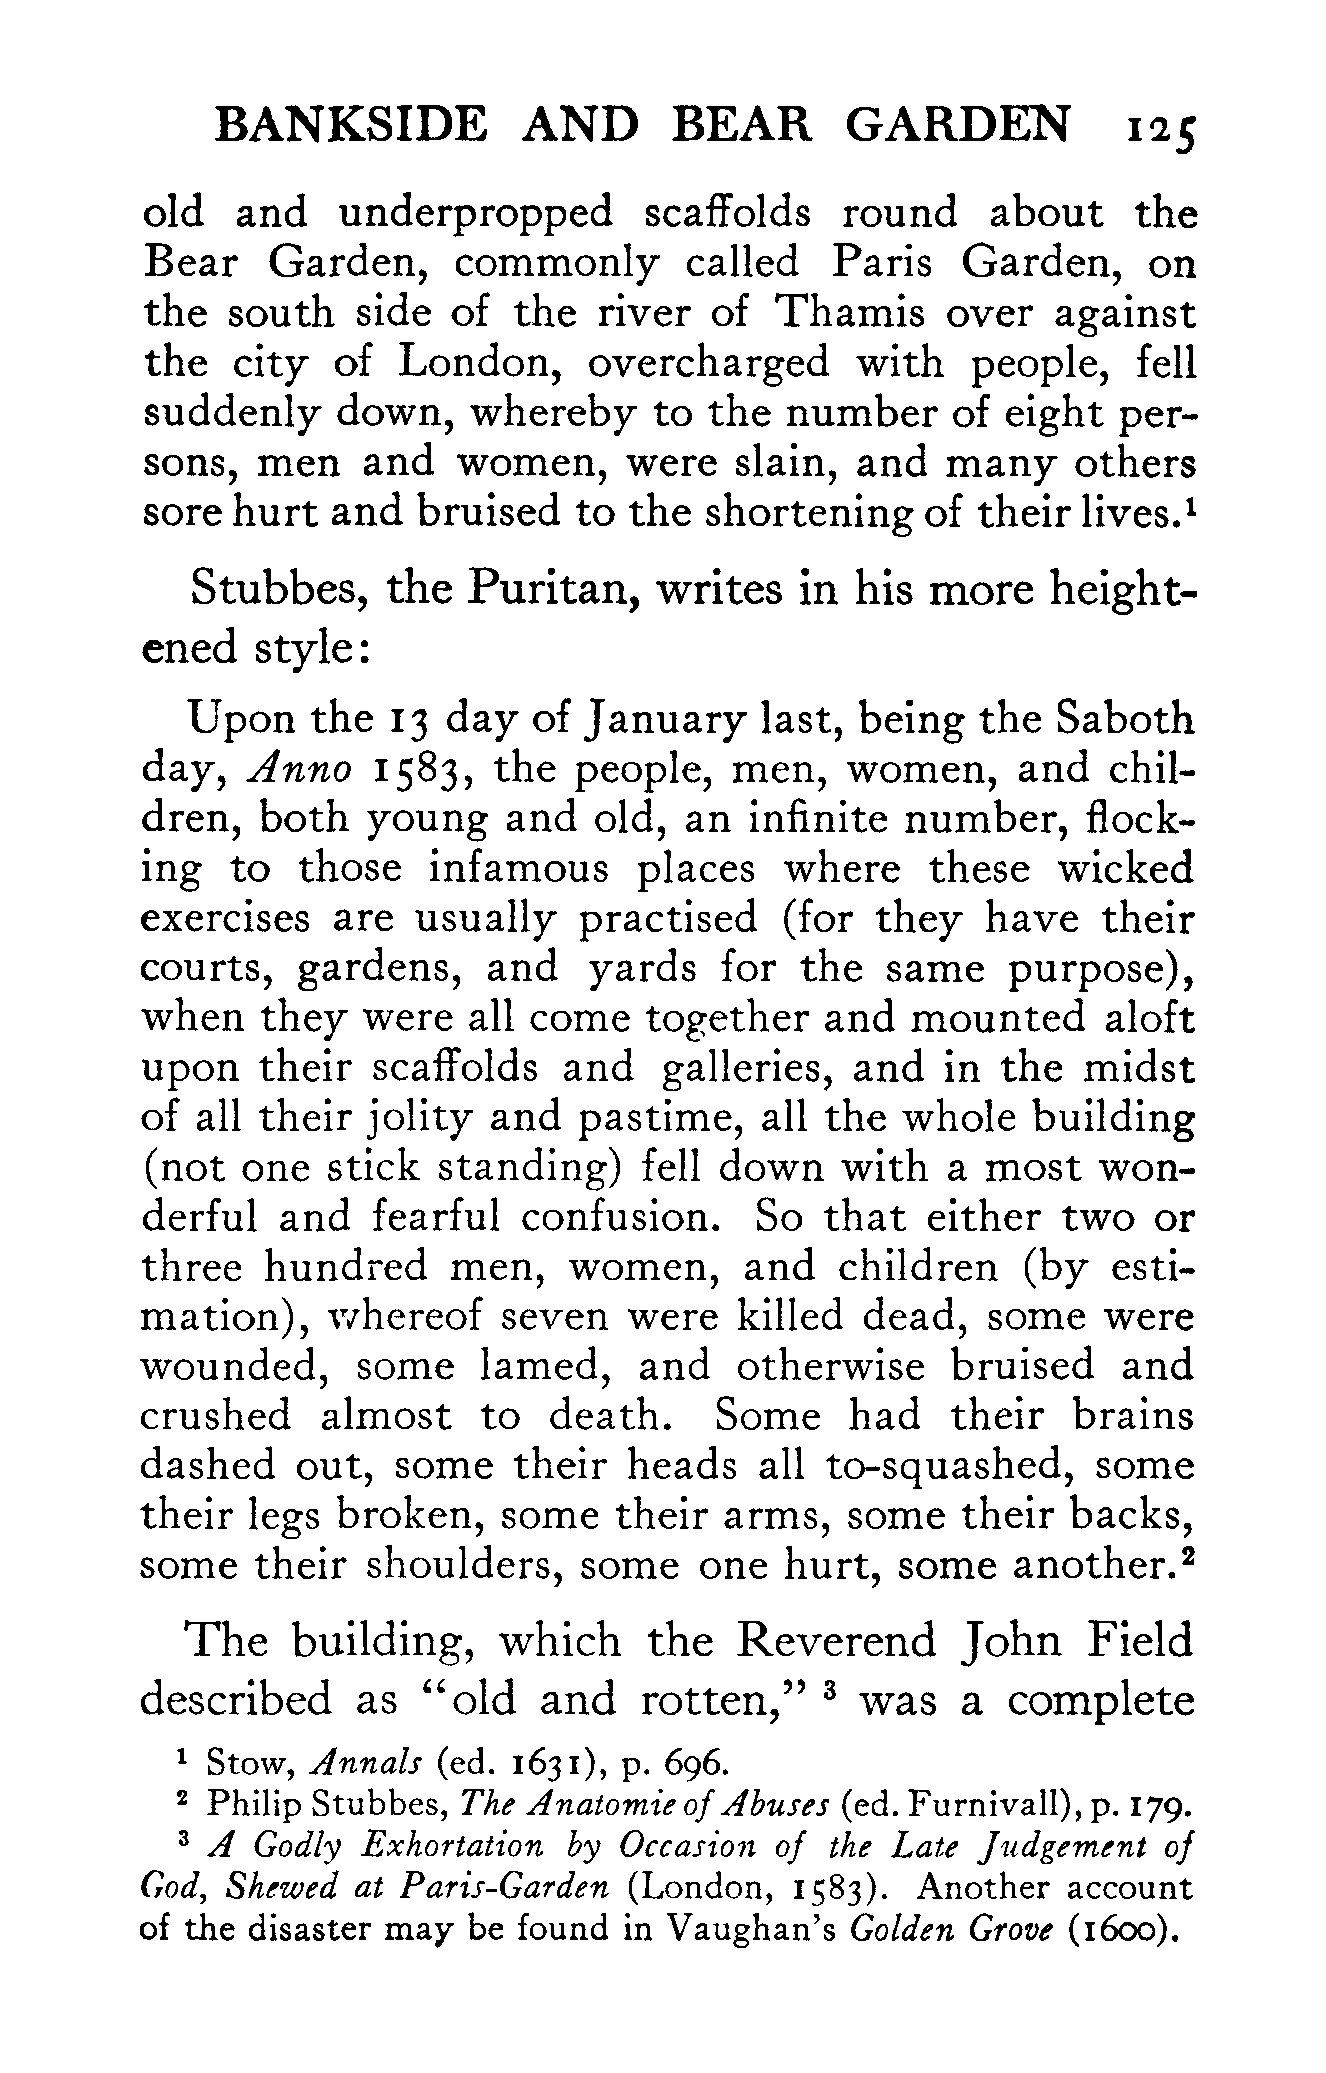 BANKSIDE AND BEAR GARDEN 125
old and underpropped scaffolds round about the
Bear Garden, commonly called Paris Garden, on
the south side of the river of Thamis over against
the city of London, overcharged with people, fell
suddenly down, whereby to the number of eight per-
sons, men and women, were slain, and many others
sore hurt and bruised to the shortening of their lives.¹
Stubbes, the Puritan, writes in his more height-
ened style:
Upon the 13 day of January last, being the Saboth
day, Anno 1583, the people, men, women, and chil-
dren, both young and old, an infinite number, flock-
ing to those infamous places where these wicked
exercises are usually practised (for they have their
courts, gardens, and yards for the same purpose),
when they were all come together and mounted aloft
upon their scaffolds and galleries, and in the midst
of all their jolity and pastime, all the whole building
(not one stick standing) fell down with a most won-
derful and fearful confusion. So that either two or
three hundred men, women, and children (by esti-
mation), whereof seven were killed dead, some were
wounded, some lamed, and otherwise bruised and
crushed almost to death. Some had their brains
dashed out, some their heads all to-squashed, some
their legs broken, some their arms, some their backs,
some their shoulders, some one hurt, some another.²
The building, which the Reverend John Field
described as “old and rotten,” ³ was a complete
¹ Stow, Annals (ed. 1631), p. 696.
² Philip Stubbes, The Anatomie of Abuses (ed. Furnivall), p. 179.
³ A Godly Exhortation by Occasion of the Late Judgement of
God, Shewed at Paris-Garden (London, 1583). Another account
of the disaster may be found in Vaughan’s Golden Grove (1600).